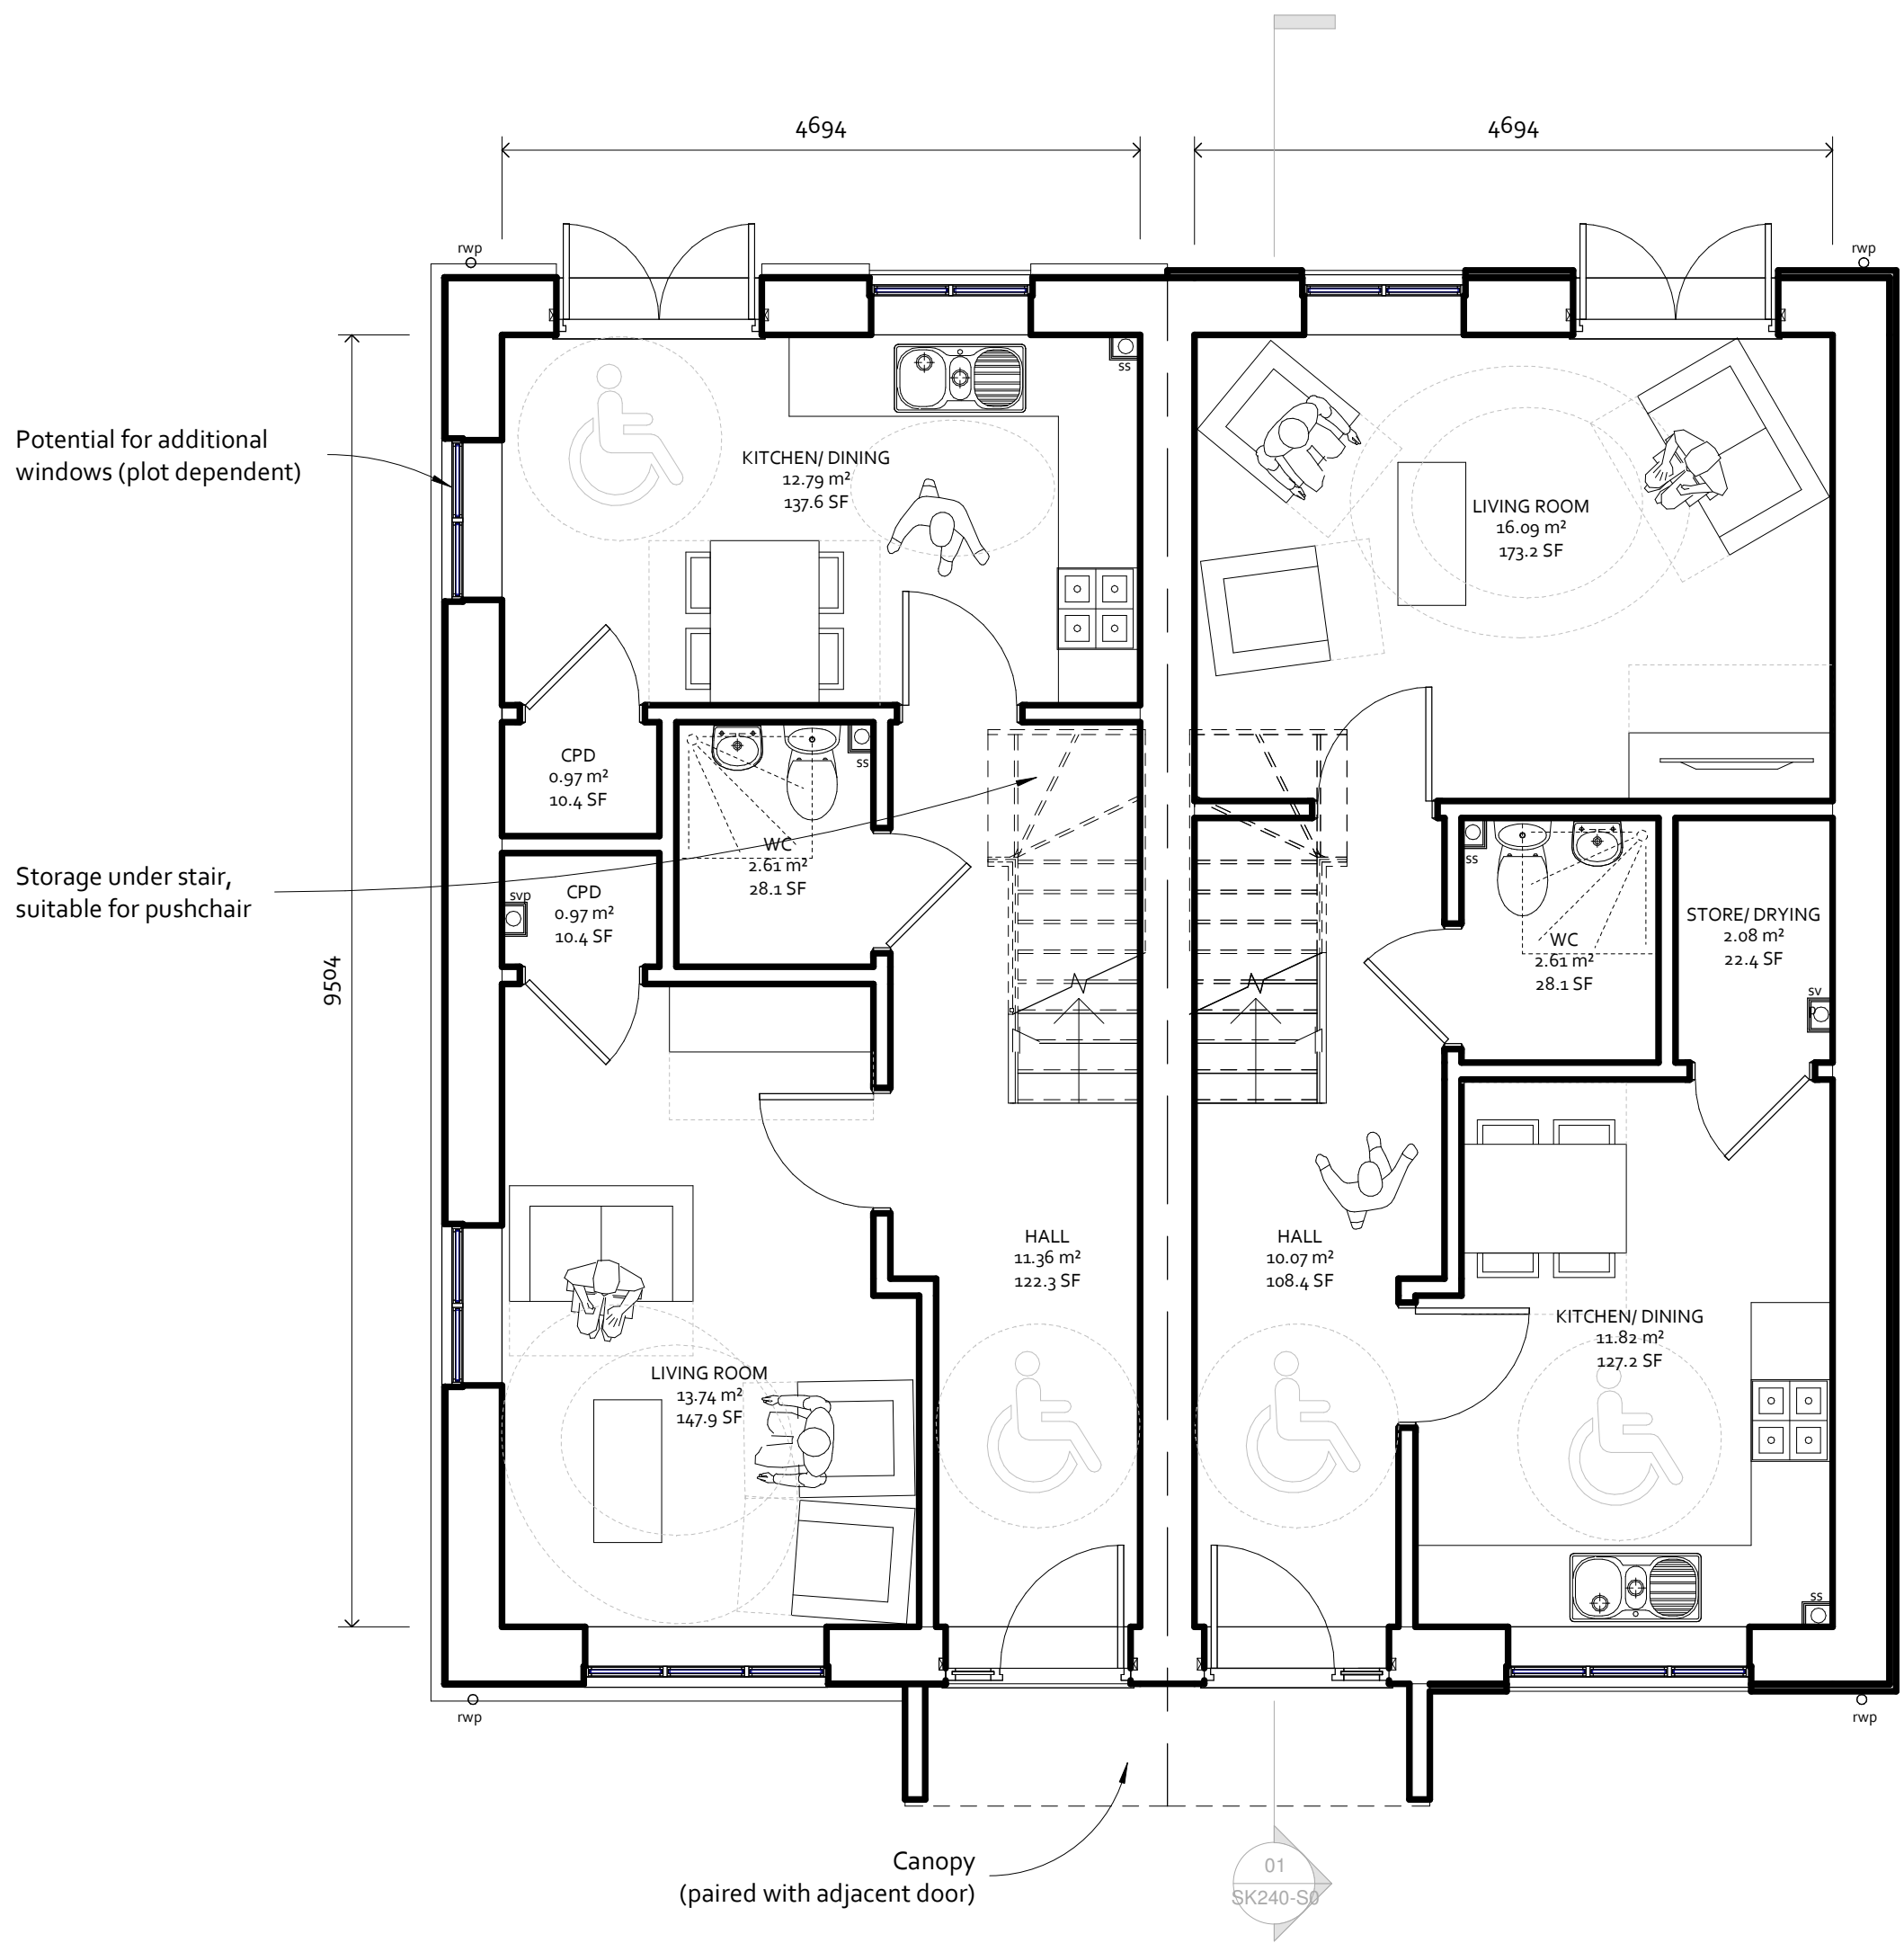 4694
4694
rwp
rwp
ss
Potential for additional
windows (plot dependent)
KITCHEN/ DINING
12.79 m²
137.6 SF
LIVING ROOM
16.09 m²
173.2 SF
CPD
0.97 m²
10.4 SF
ss
WC
2.61 m²
28.1 SF
Storage under stair,
suitable for pushchair
svp
CPD
0.97 m²
10.4 SF
ss
WC
2.61 m²
28.1 SF
STORE/ DRYING
2.08 m²
22.4 SF
sv
p
9504
HALL
11.36 m²
122.3 SF
HALL
10.07 m²
108.4 SF
KITCHEN/ DINING
11.82 m²
127.2 SF
LIVING ROOM
13.74 m²
147.9 SF
ss
rwp
rwp
Canopy
(paired with adjacent door)
01
SK240-S0